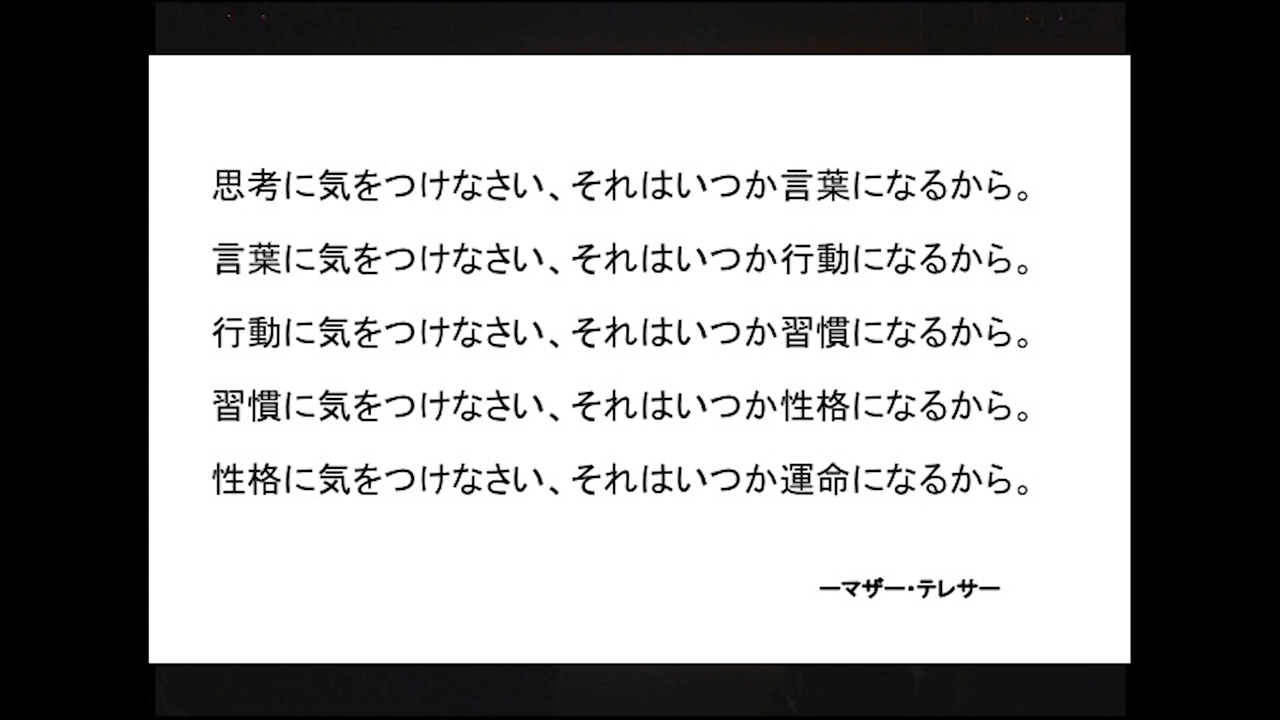 思考に気をつけなさい、それはいつか言葉になるから。
言葉に気をつけなさい、それはいつか行動になるから。
行動に気をつけなさい、それはいつか習慣になるから。
習慣に気をつけなさい、それはいつか性格になるから。
性格に気をつけなさい、それはいつか運命になるから。
ーマザー・テレサー